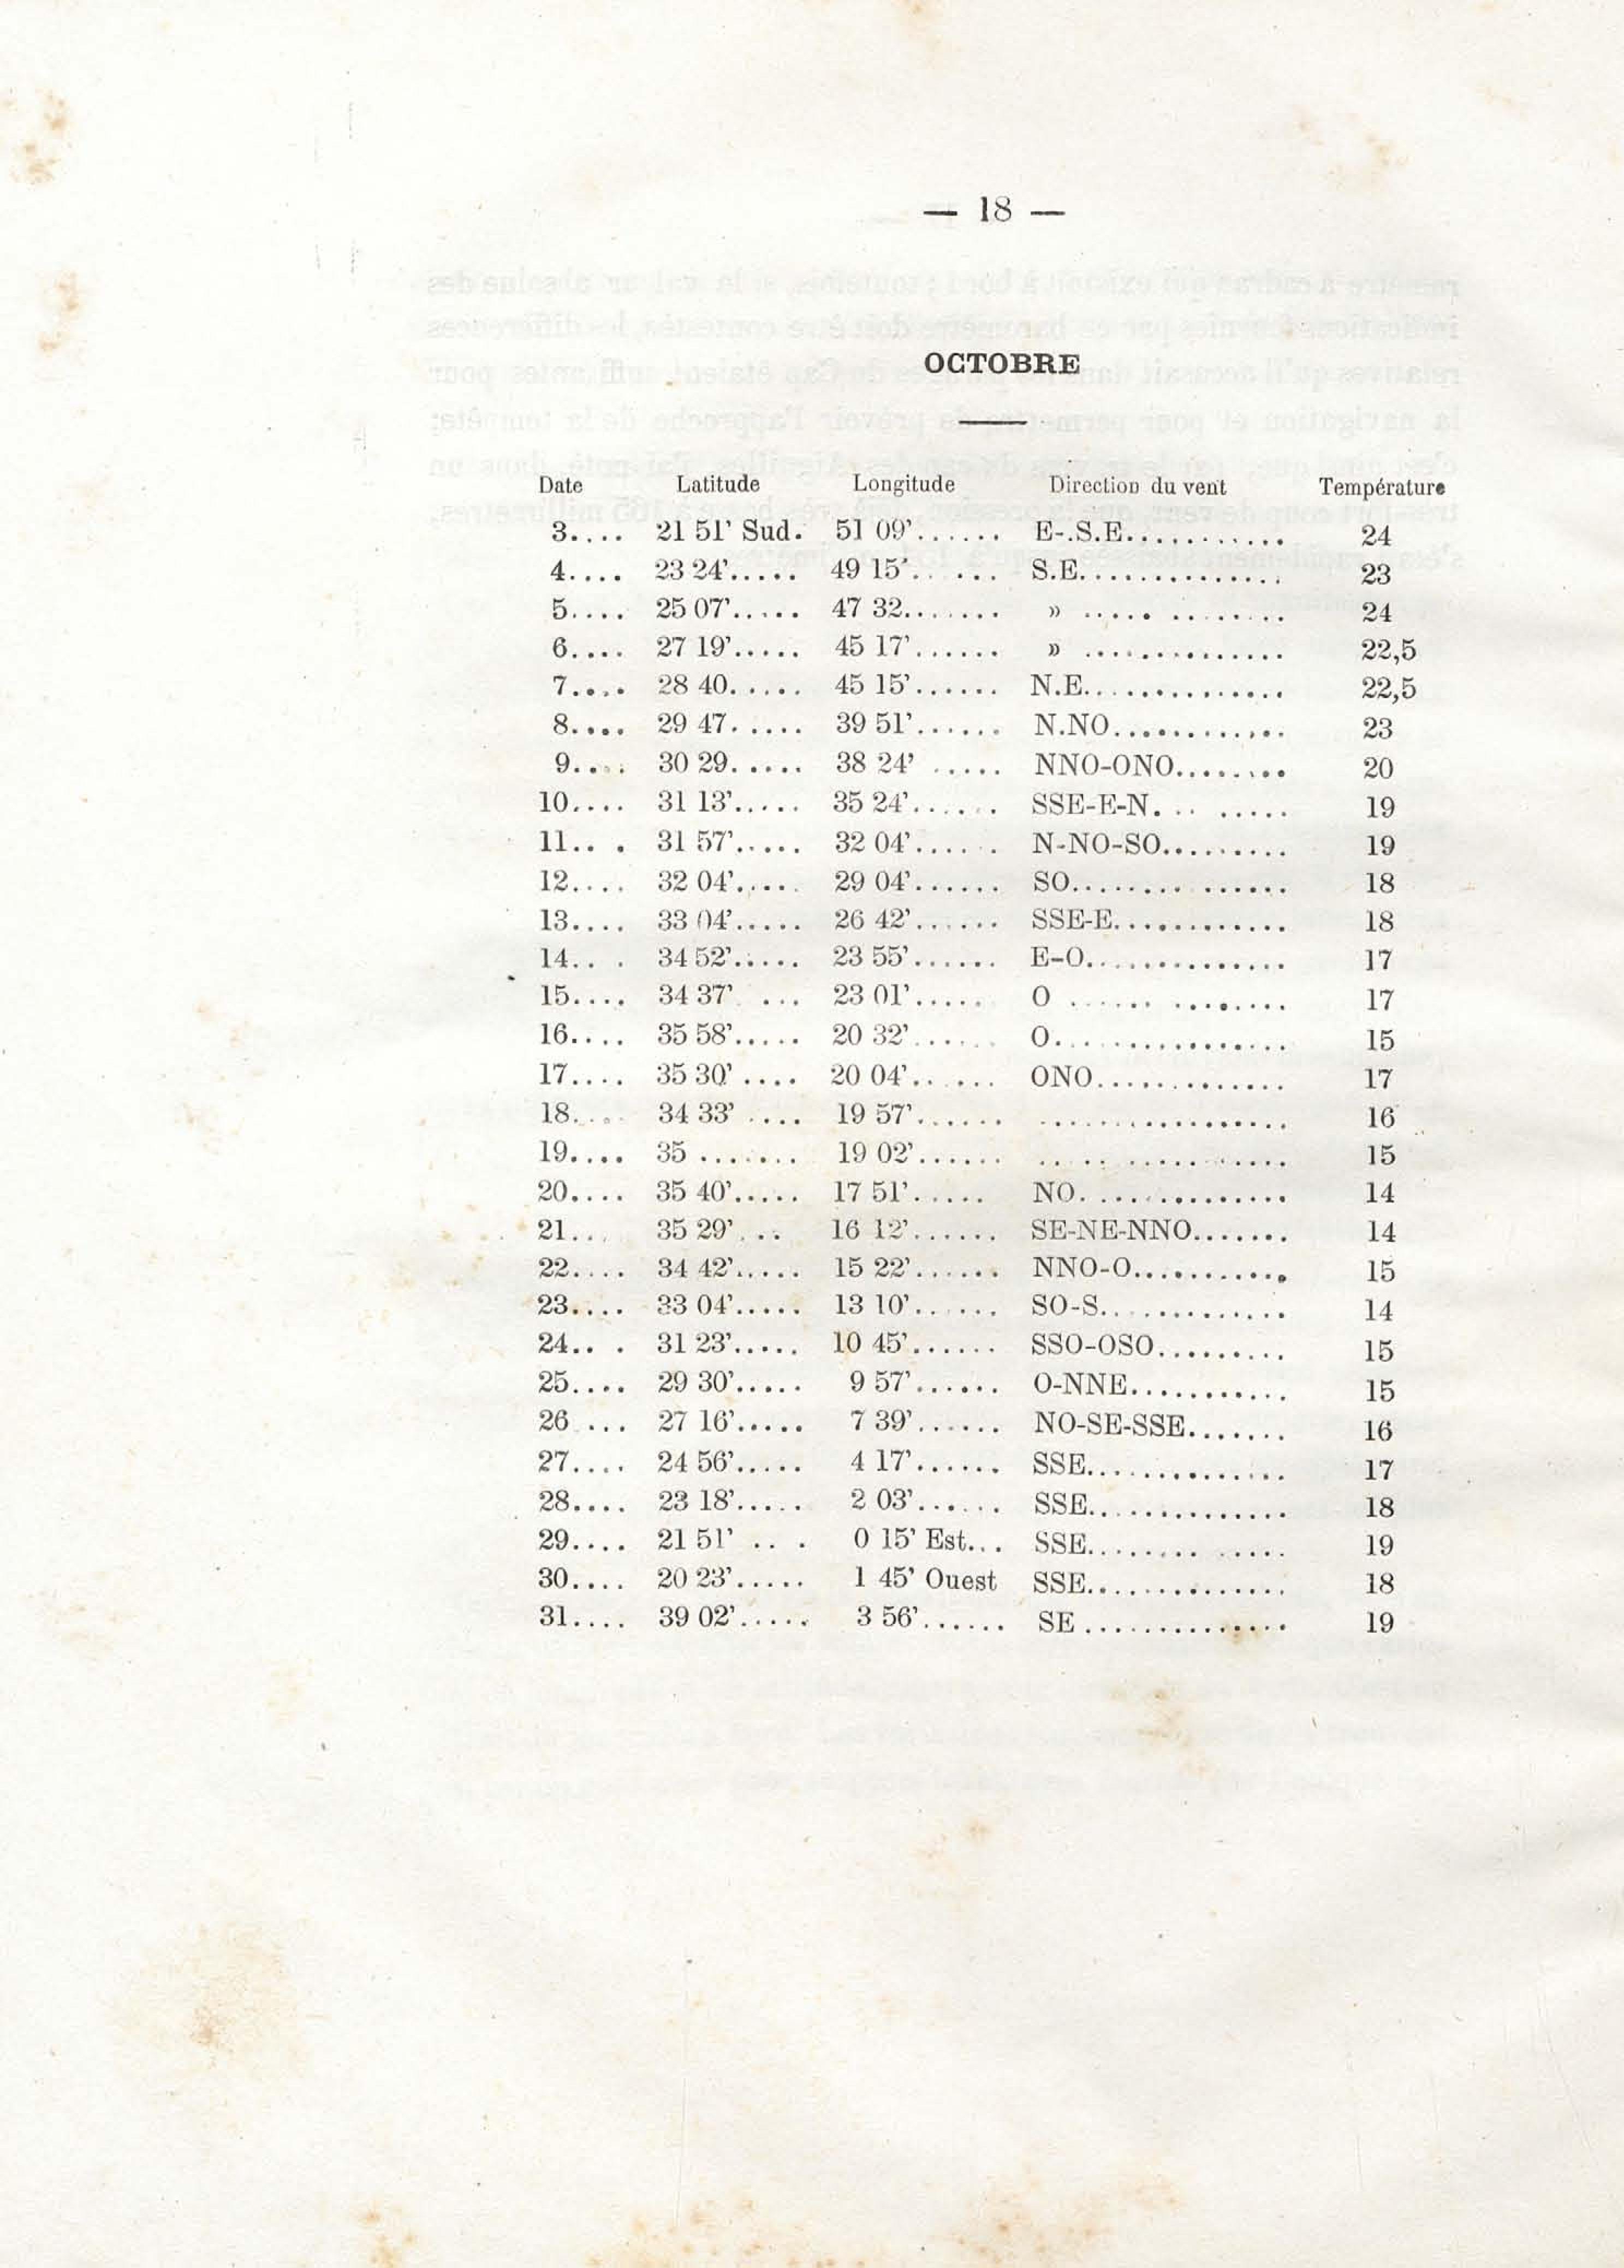 — 18 —
OCTOBRE
Date Latitude Longitude Direction du vent Température
3.... 21 51' Sud. 51 09'...... E-.S.E............ 24
4.... 23 24'..... 49 15'...... S.E.............. 23
5.... 25 07'..... 47 32....... » .............. 24
6.... 27 19'..... 45 17'...... » .............. 22,5
7.... 28 40..... 45 15'...... N.E.............. 22,5
8.... 29 47..... 39 51'...... N.NO............ 23
9.... 30 29..... 38 24' ..... NNO-ONO........ 20
10.... 31 13'..... 35 24'...... SSE-E-N......... 19
11.. . 31 57'..... 32 04'...... N-NO-SO......... 19
12.... 32 04'..... 29 04'...... SO.............. 18
13.... 33 04'..... 26 42'...... SSE-E............ 18
14.. . 34 52'..... 23 55'...... E-O.............. 17
15.... 34 37' ... 23 01'..... O .............. 17
16.... 35 58'..... 20 32'...... O................ 15
17.... 35 30' .... 20 04'...... ONO............. 17
18.... 34 33' .... 19 57'...... ................. 16
19.... 35 ....... 19 02'...... ................. 15
20.... 35 40'..... 17 51'..... NO.............. 14
21... 35 29' ... 16 12'...... SE-NE-NNO....... 14
22.... 34 42'..... 15 22'...... NNO-O........... 15
23.... 33 04'..... 13 10'...... SO-S............. 14
24.. . 31 23'..... 10 45'...... SSO-OSO......... 15
25.... 29 30'..... 9 57'...... O-NNE........... 15
26 ... 27 16'..... 7 39'...... NO-SE-SSE....... 16
27.... 24 56'..... 4 17'...... SSE.............. 17
28.... 23 18'..... 2 03'...... SSE.............. 18
29.... 21 51' .. . 0 15' Est... SSE........ ..... 19
30.... 20 23'..... 1 45' Ouest SSE.............. 18
31.... 39 02'..... 3 56'...... SE .............. 19